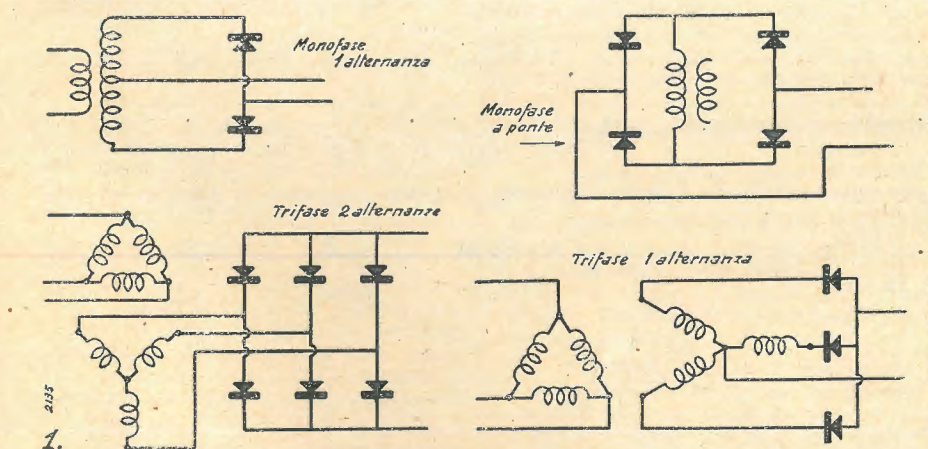 Monofase
1 alternanza
Monofase
a ponte
Trifase 2 alternanze
Trifase 1 alternanza
2135
1.